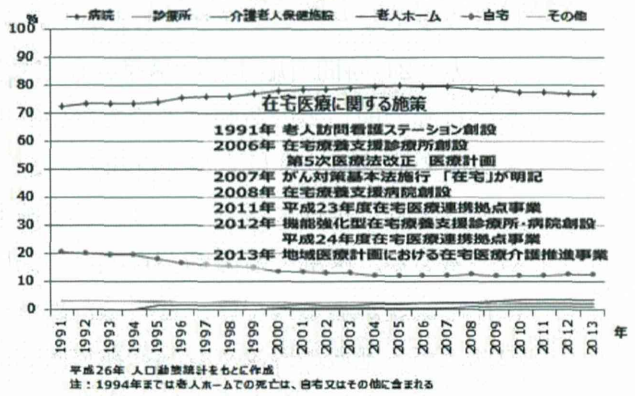 % 病院 診療所 介護老人保健施設 老人ホーム 自宅 その他
100
90
80
70
60
50
40
30
20
10
0
在宅医療に関する施策
1991年 老人訪問看護ステーション創設
2006年 在宅療養支援診療所創設
第5次医療法改正 医療計画
2007年 がん対策基本法施行 「在宅」が明記
2008年 在宅療養支援病院創設
2011年 平成23年度在宅医療連携拠点事業
2012年 機能強化型在宅療養支援診療所・病院創設
平成24年度在宅医療連携拠点事業
2013年 地域医療計画における在宅医療介護推進事業
1991 1992 1993 1994 1995 1996 1997 1998 1999 2000 2001 2002 2003 2004 2005 2006 2007 2008 2009 2010 2011 2012 2013 年
平成26年 人口動態統計をもとに作成
注：1994年までは老人ホームでの死亡は、自宅又はその他に含まれる